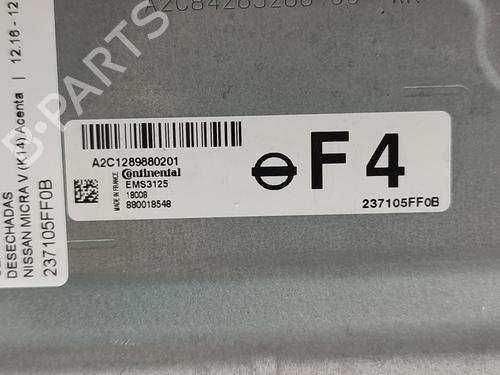 A2C1289880201
MADE IN FRANCE
Continental
EMS3125
18008
880018548
F4
237105FF0B
DESECHADAS
NISSAN MICRA V (K14) Acenta | 12.16 - 12
237105FF0B
B-PARTS